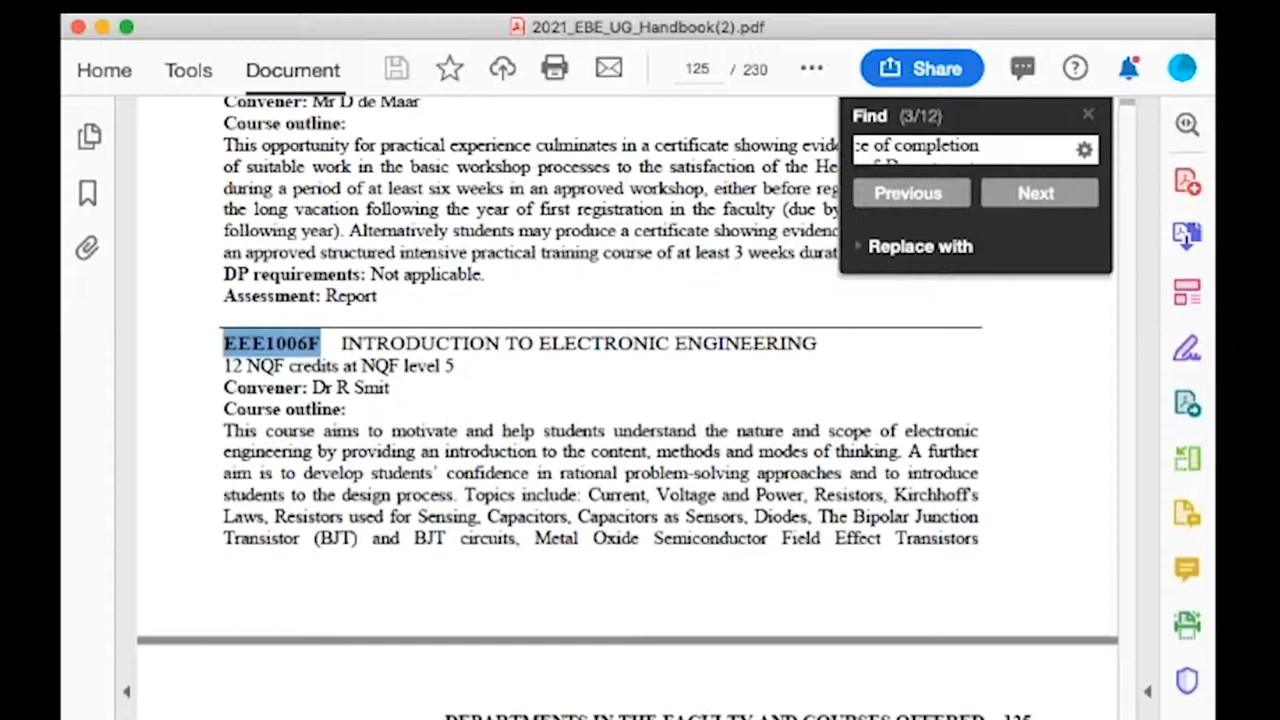 2021_EBE_UG_Handbook(2).pdf
Home Tools Document 125 / 230 Share
Convener: Mr D de Maar
Course outline:
This opportunity for practical experience culminates in a certificate showing
of suitable work in the basic workshop processes to the satisfaction of the
during a period of at least six weeks in an approved workshop, either before
the long vacation following the year of first registration in the faculty (due by
following year). Alternatively students may produce a certificate showing
an approved structured intensive practical training course of at least 3 weeks
DP requirements: Not applicable.
Assessment: Report
Find (3/12)
of completion
Previous Next
Replace with
EEE1006F INTRODUCTION TO ELECTRONIC ENGINEERING
12 NQF credits at NQF level 5
Convener: Dr R Smit
Course outline:
This course aims to motivate and help students understand the nature and scope of electronic
engineering by providing an introduction to the content, methods and modes of thinking. A further
aim is to develop students' confidence in rational problem-solving approaches and to introduce
students to the design process. Topics include: Current, Voltage and Power, Resistors, Kirchhoff's
Laws, Resistors used for Sensing, Capacitors, Capacitors as Sensors, Diodes, The Bipolar Junction
Transistor (BJT) and BJT circuits, Metal Oxide Semiconductor Field Effect Transistors
DEPARTMENTS IN THE FACULTY AND COURSES OFFERED 125